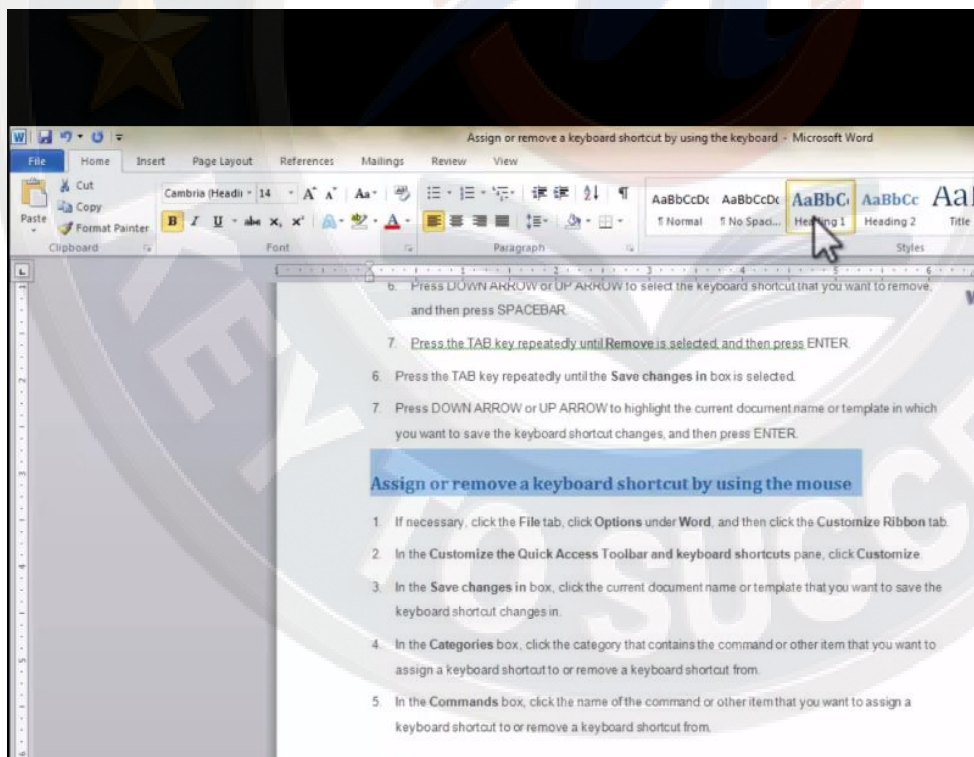 Assign or remove a keyboard shortcut by using the keyboard - Microsoft Word
File Home Insert Page Layout References Mailings Review View
Cut
Copy
Format Painter
Paste
Cambria (Headi 14
AaBbCcDc AaBbCcDc AaBbC AaBbCc AaB
¶ Normal ¶ No Spaci... Heading 1 Heading 2 Title
Clipboard Font Paragraph Styles
6. Press DOWN ARROW or UP ARROW to select the keyboard shortcut that you want to remove,
and then press SPACEBAR.
7. Press the TAB key repeatedly until Remove is selected, and then press ENTER.
6. Press the TAB key repeatedly until the Save changes in box is selected.
7. Press DOWN ARROW or UP ARROW to highlight the current document name or template in which
you want to save the keyboard shortcut changes, and then press ENTER.
Assign or remove a keyboard shortcut by using the mouse
1. If necessary, click the File tab, click Options under Word, and then click the Customize Ribbon tab.
2. In the Customize the Quick Access Toolbar and keyboard shortcuts pane, click Customize.
3. In the Save changes in box, click the current document name or template that you want to save the
keyboard shortcut changes in.
4. In the Categories box, click the category that contains the command or other item that you want to
assign a keyboard shortcut to or remove a keyboard shortcut from.
5. In the Commands box, click the name of the command or other item that you want to assign a
keyboard shortcut to or remove a keyboard shortcut from.
KEY TO SUCC